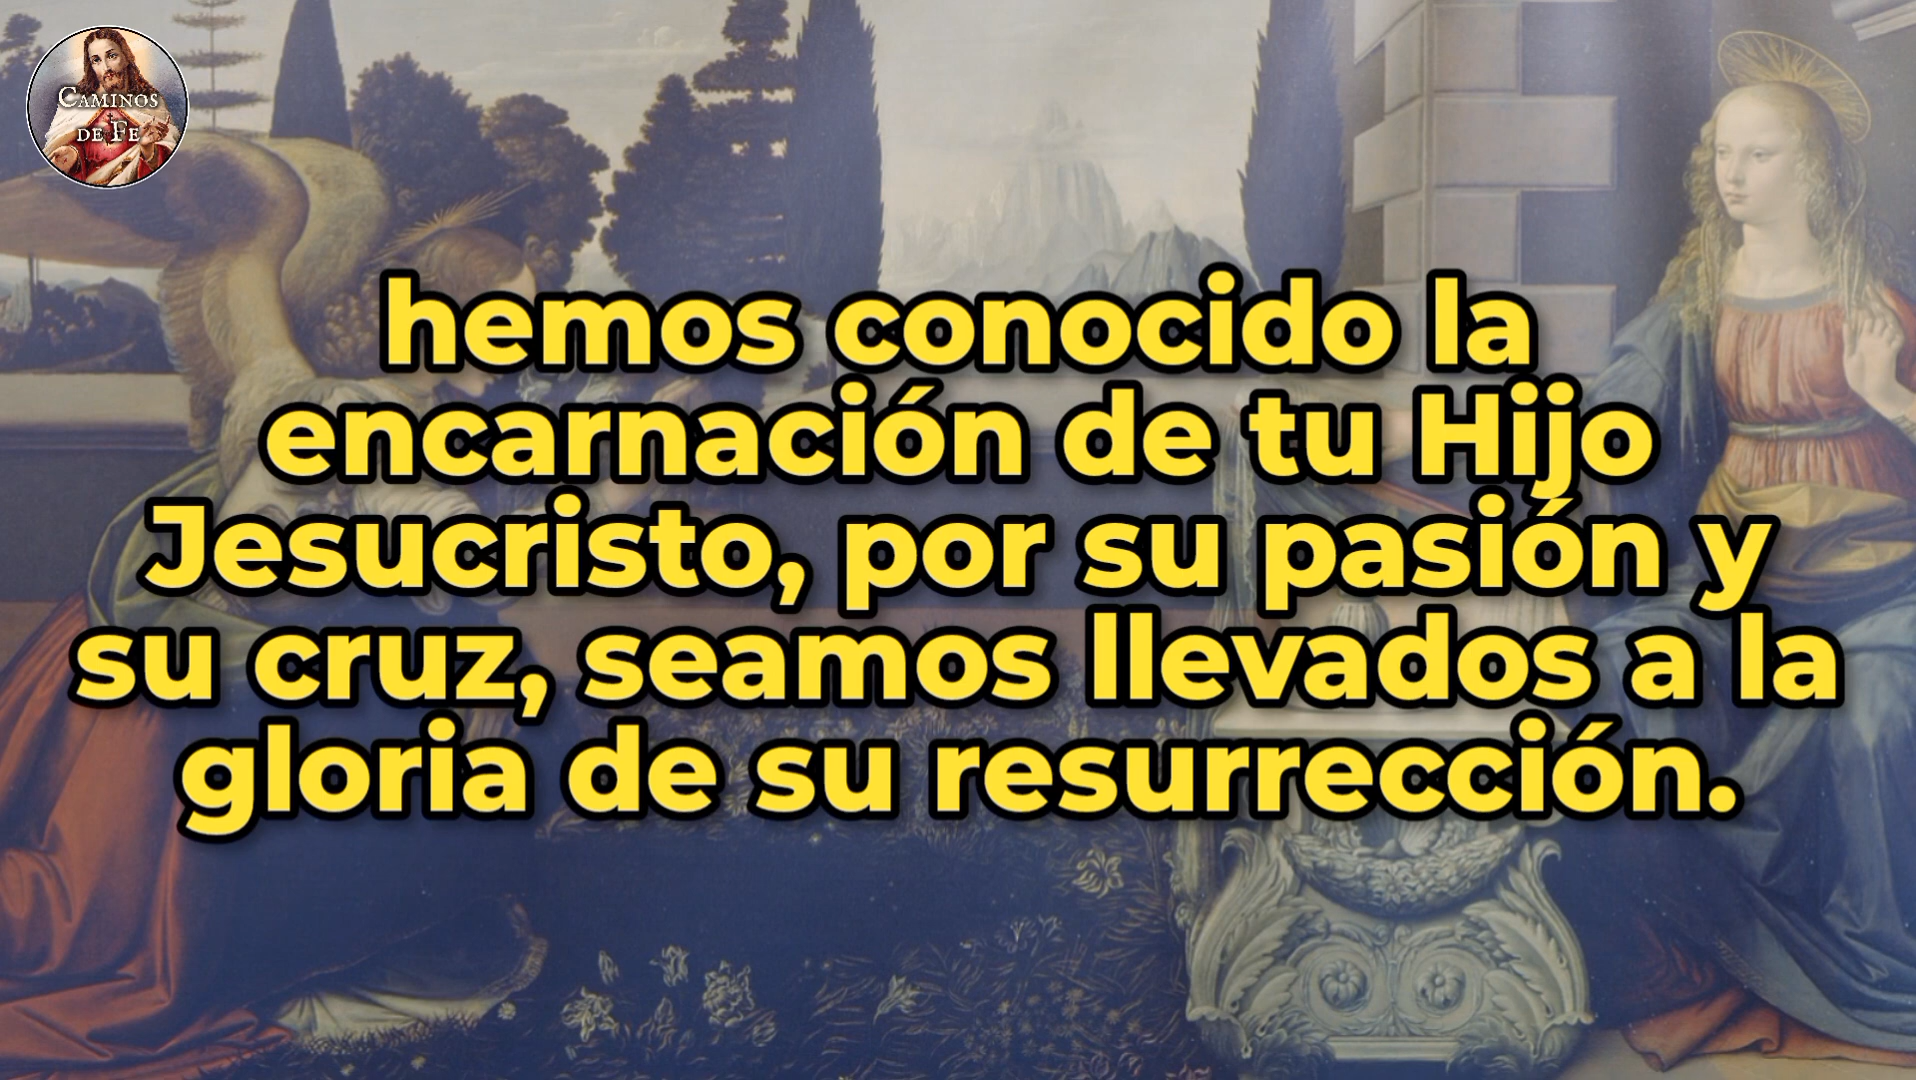 CAMINOS
DE FE
hemos conocido la
encarnación de tu Hijo
Jesucristo, por su pasión y
su cruz, seamos llevados a la
gloria de su resurrección.